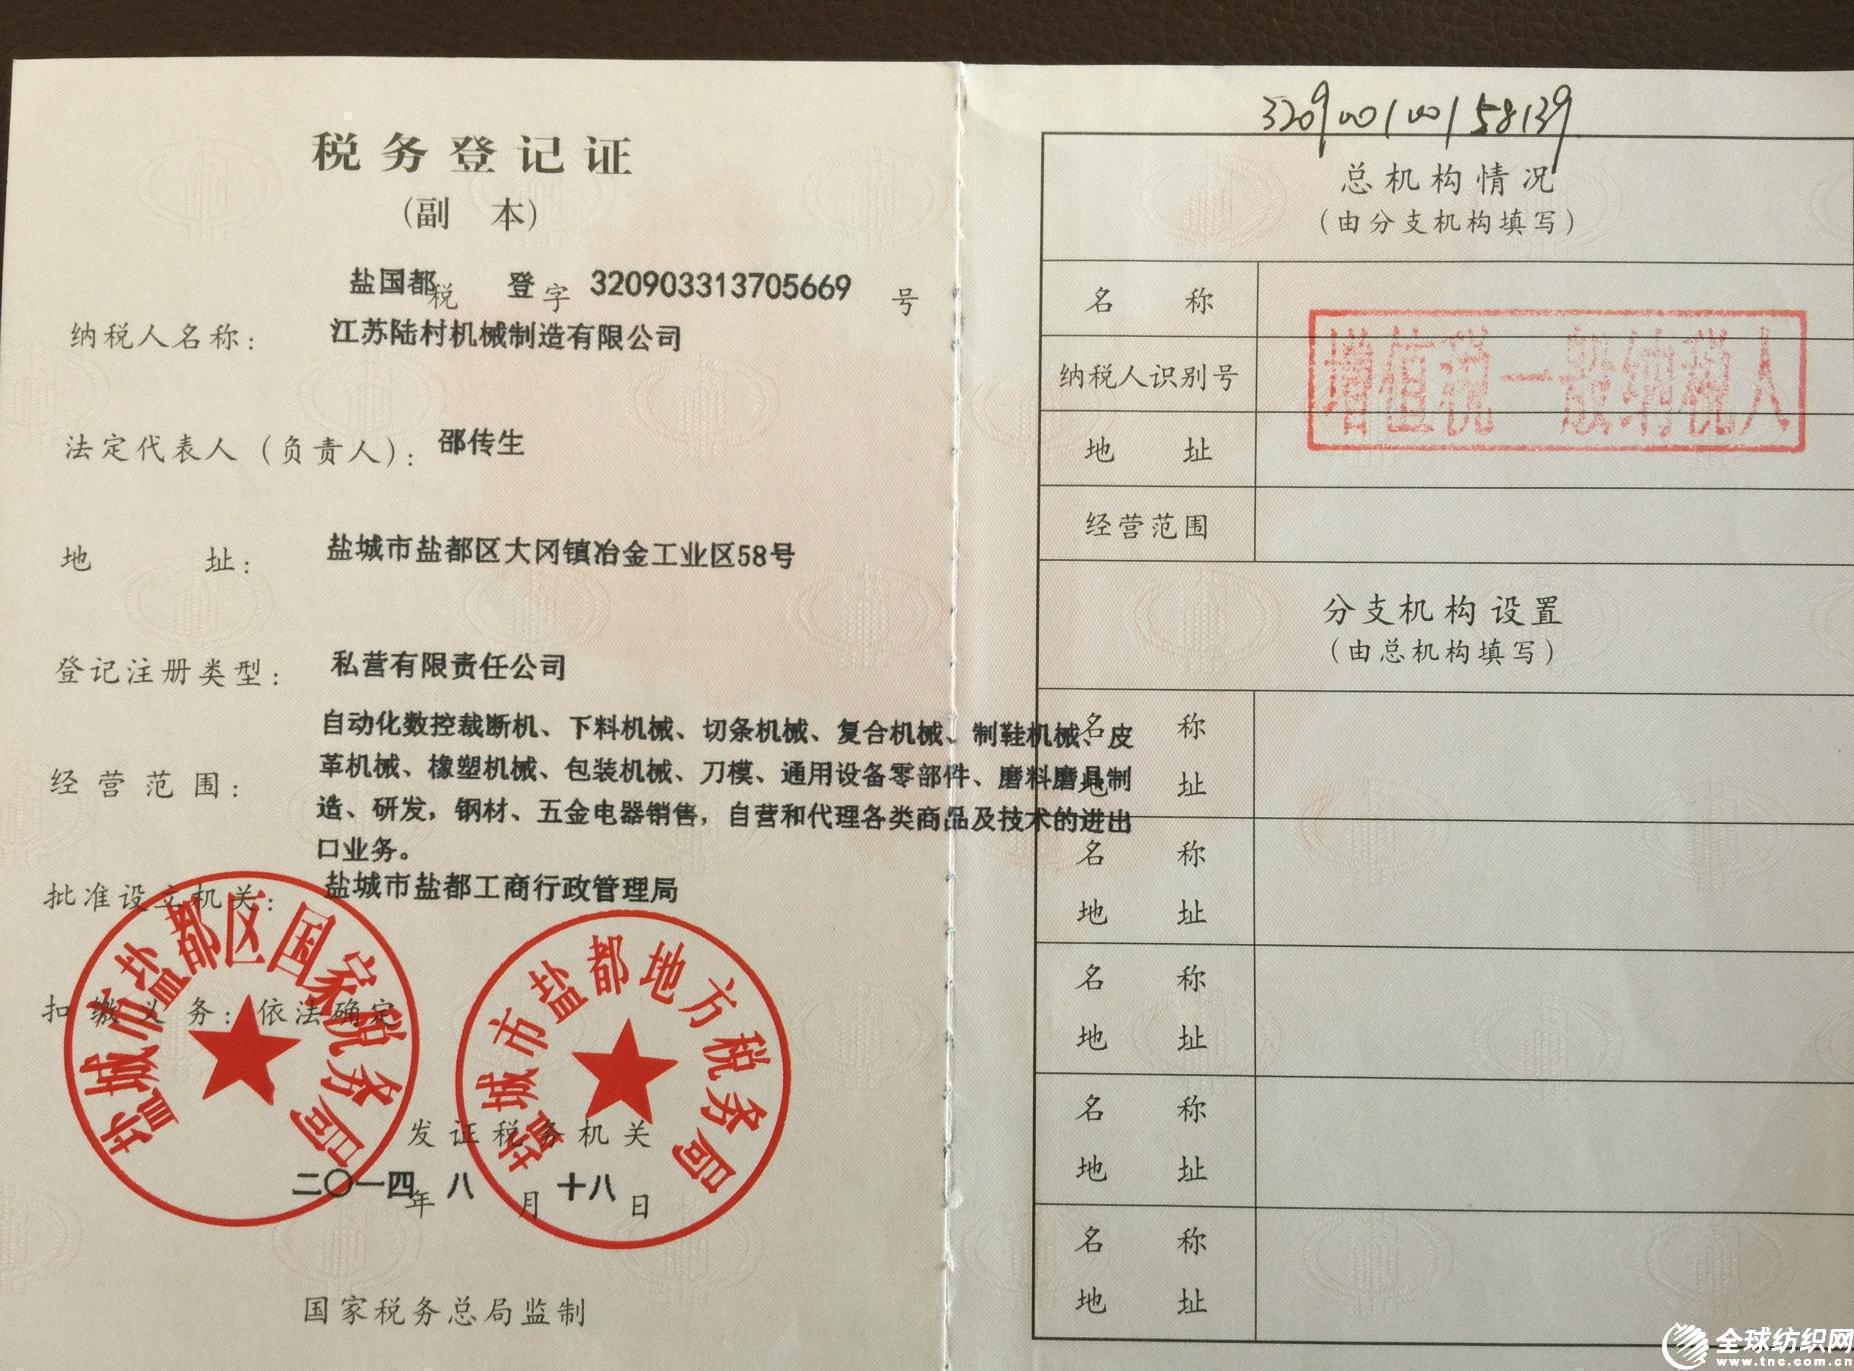 税务登记证
(副 本)
盐国都税 登字 320903313705669 号
纳税人名称: 江苏陆村机械制造有限公司
法定代表人(负责人): 邵传生
地 址: 盐城市盐都区大冈镇冶金工业区58号
登记注册类型: 私营有限责任公司
经营范围: 自动化数控裁断机、下料机械、切条机械、复合机械、制鞋机械、皮
革机械、橡塑机械、包装机械、刀模、通用设备零部件、磨料磨具制
造、研发,钢材、五金电器销售,自营和代理各类商品及技术的进出
口业务。
批准设立机关: 盐城市盐都工商行政管理局
扣缴义务: 依法确定
盐城市盐都区国家税务局
盐城市盐都地方税务局
发证税务机关
二〇一四年 八 月 十八 日
国家税务总局监制
320900100158139
总机构情况
(由分支机构填写)
名 称
纳税人识别号
地 址
经营范围
增值税一般纳税人
分支机构设置
(由总机构填写)
名 称
地 址
名 称
地 址
名 称
地 址
名 称
地 址
名 称
地 址
全球纺织网
www.tnc.com.cn